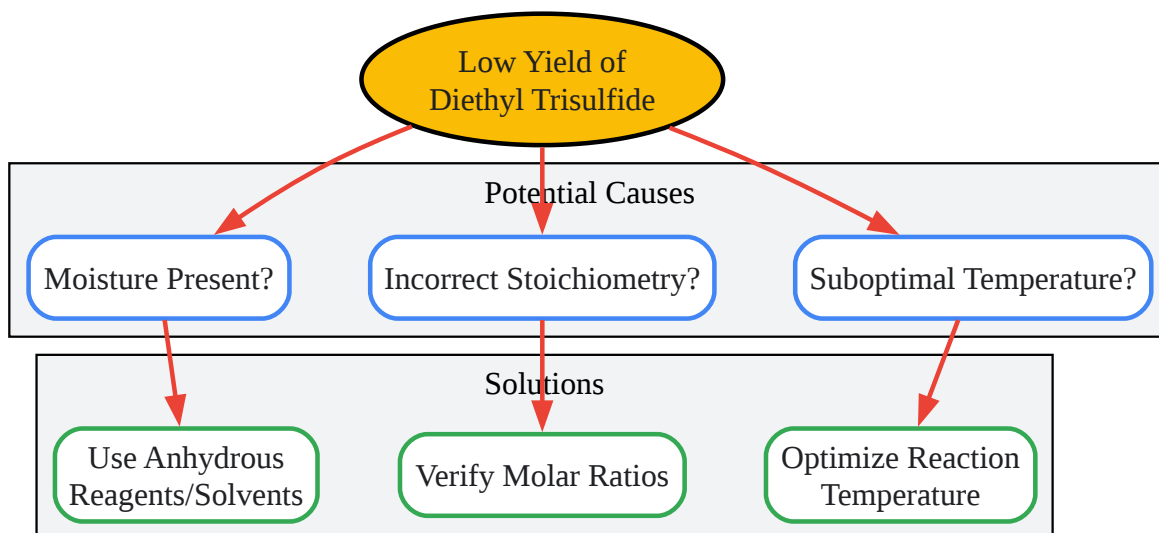 Low Yield of
Diethyl Trisulfide
Potential Causes
Moisture Present?
Incorrect Stoichiometry?
Suboptimal Temperature?
Solutions
Use Anhydrous
Reagents/Solvents
Verify Molar Ratios
Optimize Reaction
Temperature